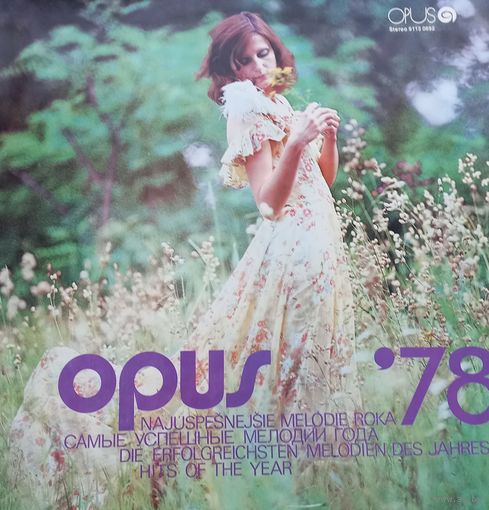 OPUS
Stereo 9113 0693
opus '78
NAJÚSPEŠNEJŠIE MELÓDIE ROKA
САМЫЕ УСПЕШНЫЕ МЕЛОДИИ ГОДА
DIE ERFOLGREICHSTEN MELODIEN DES JAHRES
HITS OF THE YEAR